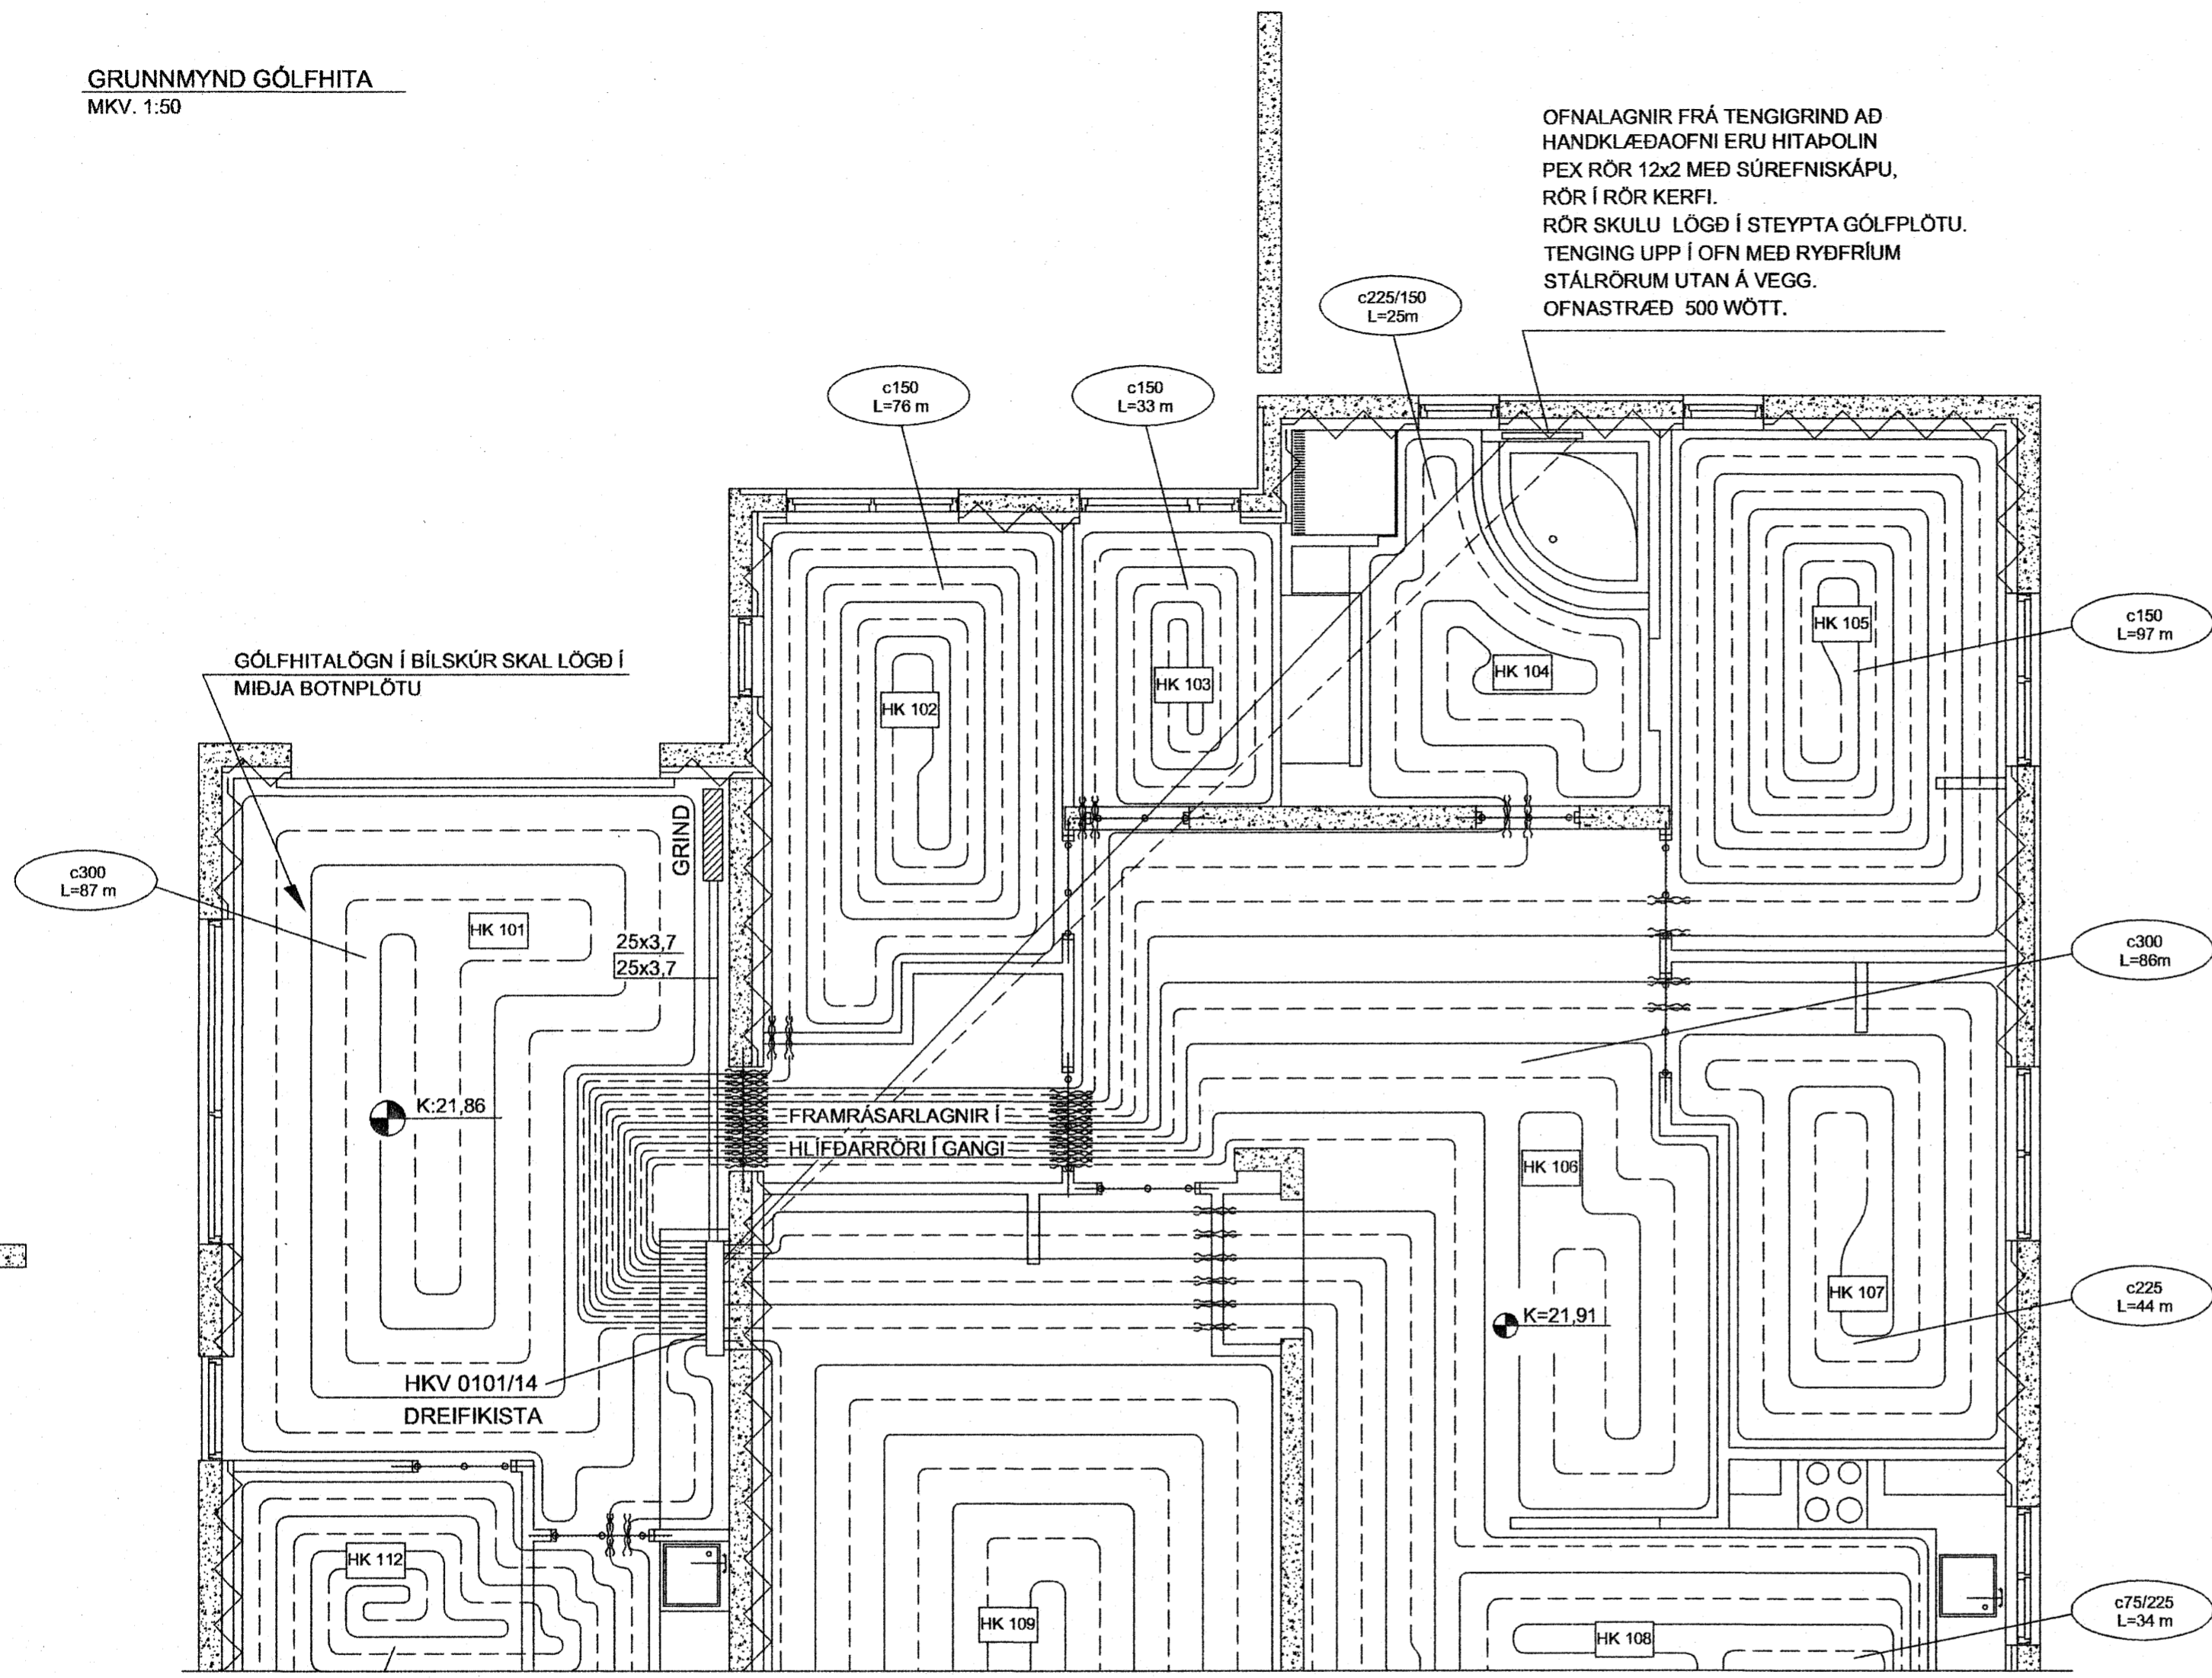 GRUNNMYND GÓLFHITA
MKV. 1:50
OFNALAGNIR FRÁ TENGIGRIND AÐ
HANDKLÆÐAOFNI ERU HITAÞOLIN
PEX RÖR 12x2 MEÐ SÚREFNISKÁPU,
RÖR Í RÖR KERFI.
RÖR SKULU LÖGÐ Í STEYPTA GÓLFPLÖTU.
TENGING UPP Í OFN MEÐ RYÐFRÍUM
STÁLRÖRUM UTAN Á VEGG.
OFNASTRÆÐ 500 WÖTT.
c225/150
L=25m
c150
L=76 m
c150
L=33 m
c150
L=97 m
HK 105
HK 104
HK 103
HK 102
GÓLFHITALÖGN Í BÍLSKÚR SKAL LÖGÐ Í
MIÐJA BOTNPLÖTU
GRIND
c300
L=87 m
HK 101
25x3,7
25x3,7
c300
L=86m
K:21,86
FRAMRÁSARLAGNIR Í
HLÍFÐARRÖRI Í GANGI
HK 106
HK 107
c225
L=44 m
K=21,91
HKV 0101/14
DREIFIKISTA
HK 112
HK 109
HK 108
c75/225
L=34 m